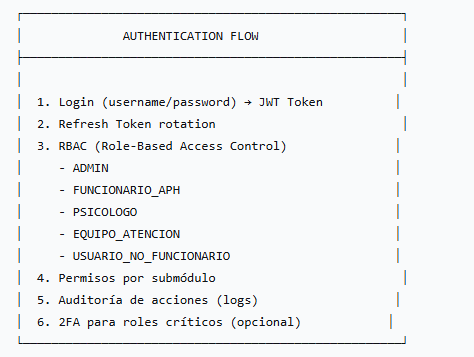 AUTHENTICATION FLOW
1. Login (username/password) → JWT Token
2. Refresh Token rotation
3. RBAC (Role-Based Access Control)
- ADMIN
- FUNCIONARIO_APH
- PSICOLOGO
- EQUIPO_ATENCION
- USUARIO_NO_FUNCIONARIO
4. Permisos por submódulo
5. Auditoría de acciones (logs)
6. 2FA para roles críticos (opcional)